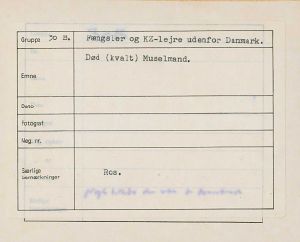 Gruppe 30 B. Fængsler og KZ-lejre udenfor Danmark.
Emne Død (kvalt) Muselmand.
Dato
Fotograf
Neg. nr.
Særlige bemærkninger Ros.